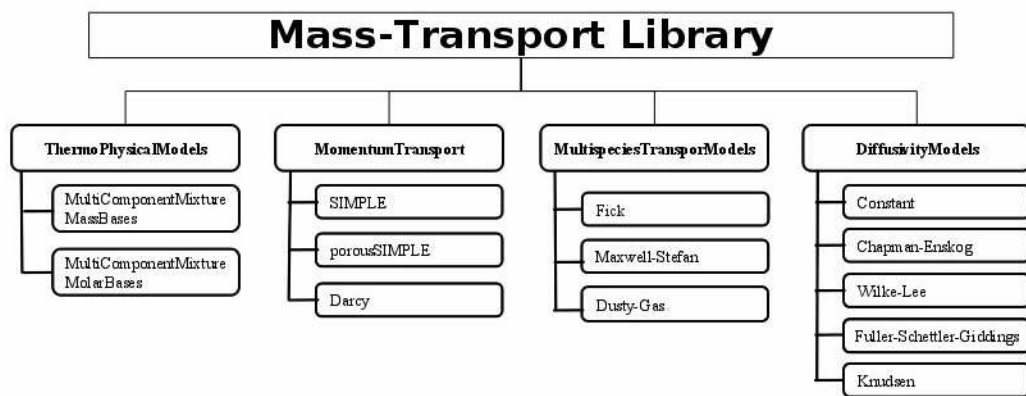 Mass-Transport Library
ThermoPhysicalModels
MultiComponentMixture
MassBases
MultiComponentMixture
MolarBases
MomentumTransport
SIMPLE
porousSIMPLE
Darcy
MultispeciesTransporModels
Fick
Maxwell-Stefan
Dusty-Gas
DiffusivityModels
Constant
Chapman-Enskog
Wilke-Lee
Fuller-Schettler-Giddings
Knudsen